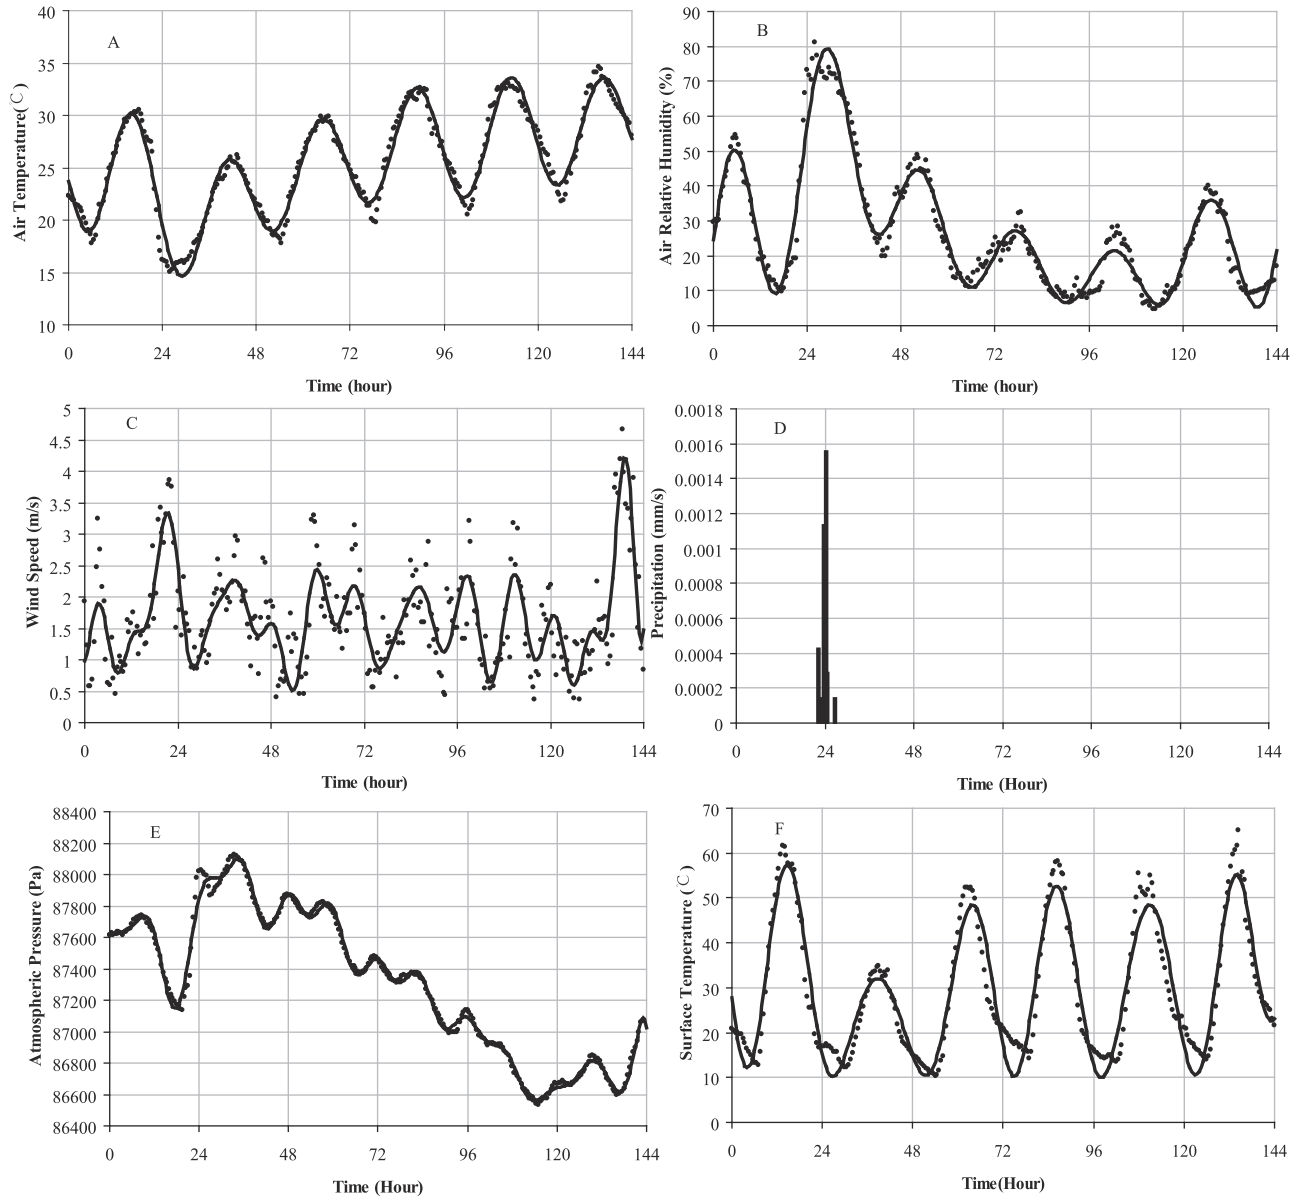 A
Air Temperature(℃)
40
35
30
25
20
15
10
0 24 48 72 96 120 144
Time (hour)
B
Air Relative Humidity (%)
90
80
70
60
50
40
30
20
10
0
0 24 48 72 96 120 144
Time (hour)
C
Wind Speed (m/s)
5
4.5
4
3.5
3
2.5
2
1.5
1
0.5
0
0 24 48 72 96 120 144
Time (hour)
D
Precipitation (mm/s)
0.0018
0.0016
0.0014
0.0012
0.001
0.0008
0.0006
0.0004
0.0002
0
0 24 48 72 96 120 144
Time (Hour)
E
Atmospheric Pressure (Pa)
88400
88200
88000
87800
87600
87400
87200
87000
86800
86600
86400
0 24 48 72 96 120 144
Time (Hour)
F
Surface Temperature (℃)
70
60
50
40
30
20
10
0
0 24 48 72 96 120 144
Time(Hour)